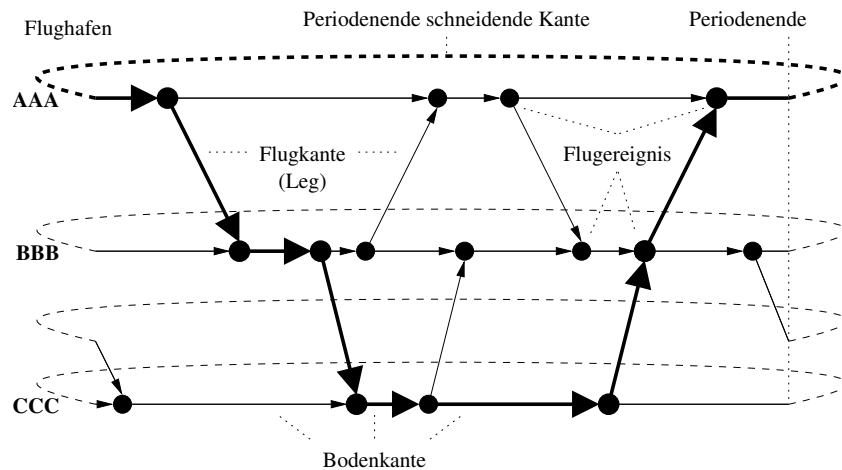 Periodenende schneidende Kante
Periodenende
Flughafen
AAA
Flugkante
(Leg)
Flugereignis
BBB
CCC
Bodenkante